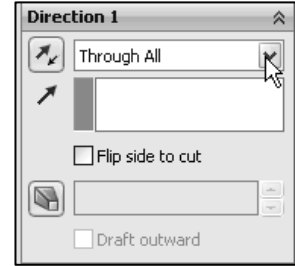 Direction 1
Through All
Flip side to cut
Draft outward